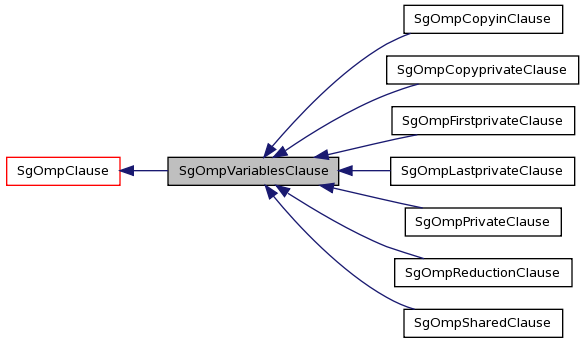 SgOmpCopyinClause
SgOmpCopyprivateClause
SgOmpFirstprivateClause
SgOmpClause
SgOmpVariablesClause
SgOmpLastprivateClause
SgOmpPrivateClause
SgOmpReductionClause
SgOmpSharedClause